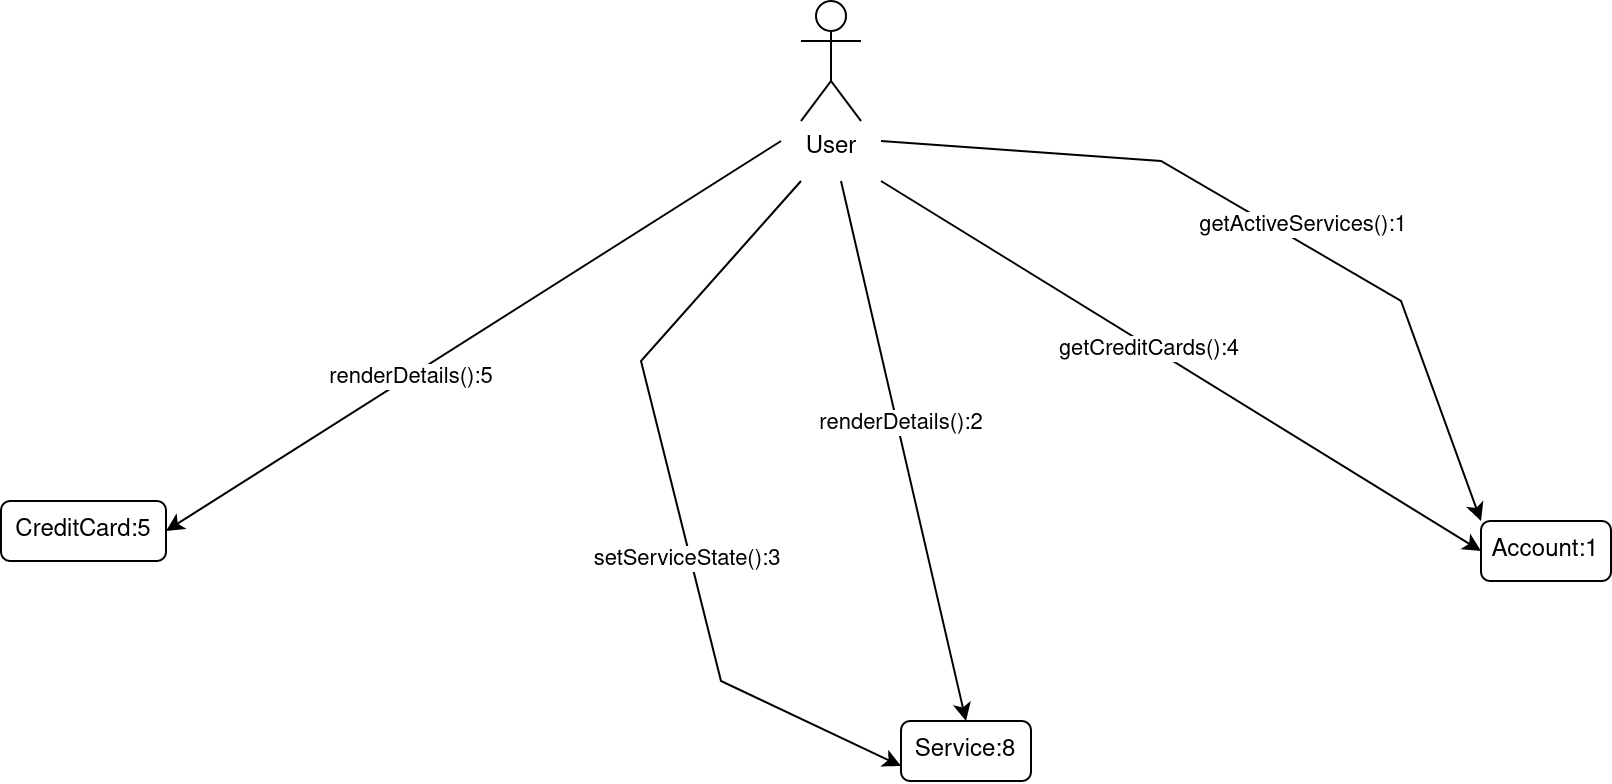 User
getActiveServices():1
getCreditCards():4
renderDetails():5
renderDetails():2
setServiceState():3
CreditCard:5
Account:1
Service:8